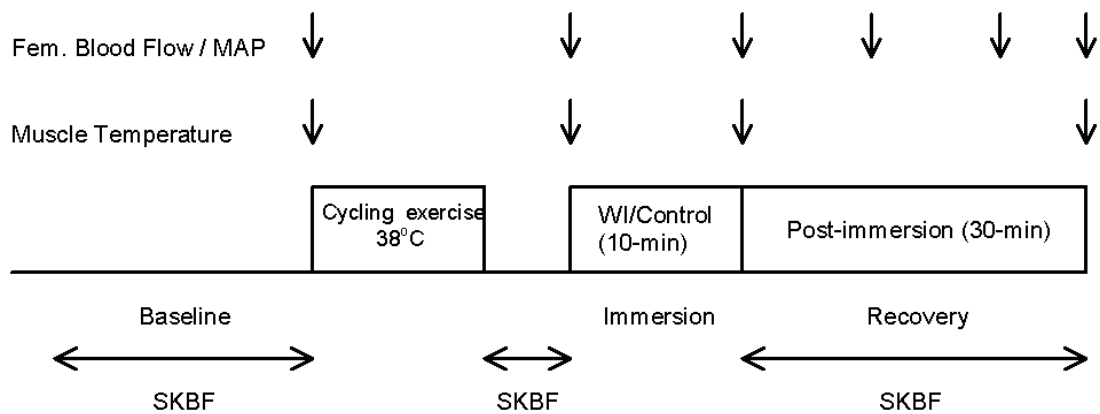 Fem. Blood Flow / MAP
Muscle Temperature
Cycling exercise
38⁰C
WI/Control
(10-min)
Post-immersion (30-min)
Baseline
Immersion
Recovery
SKBF
SKBF
SKBF